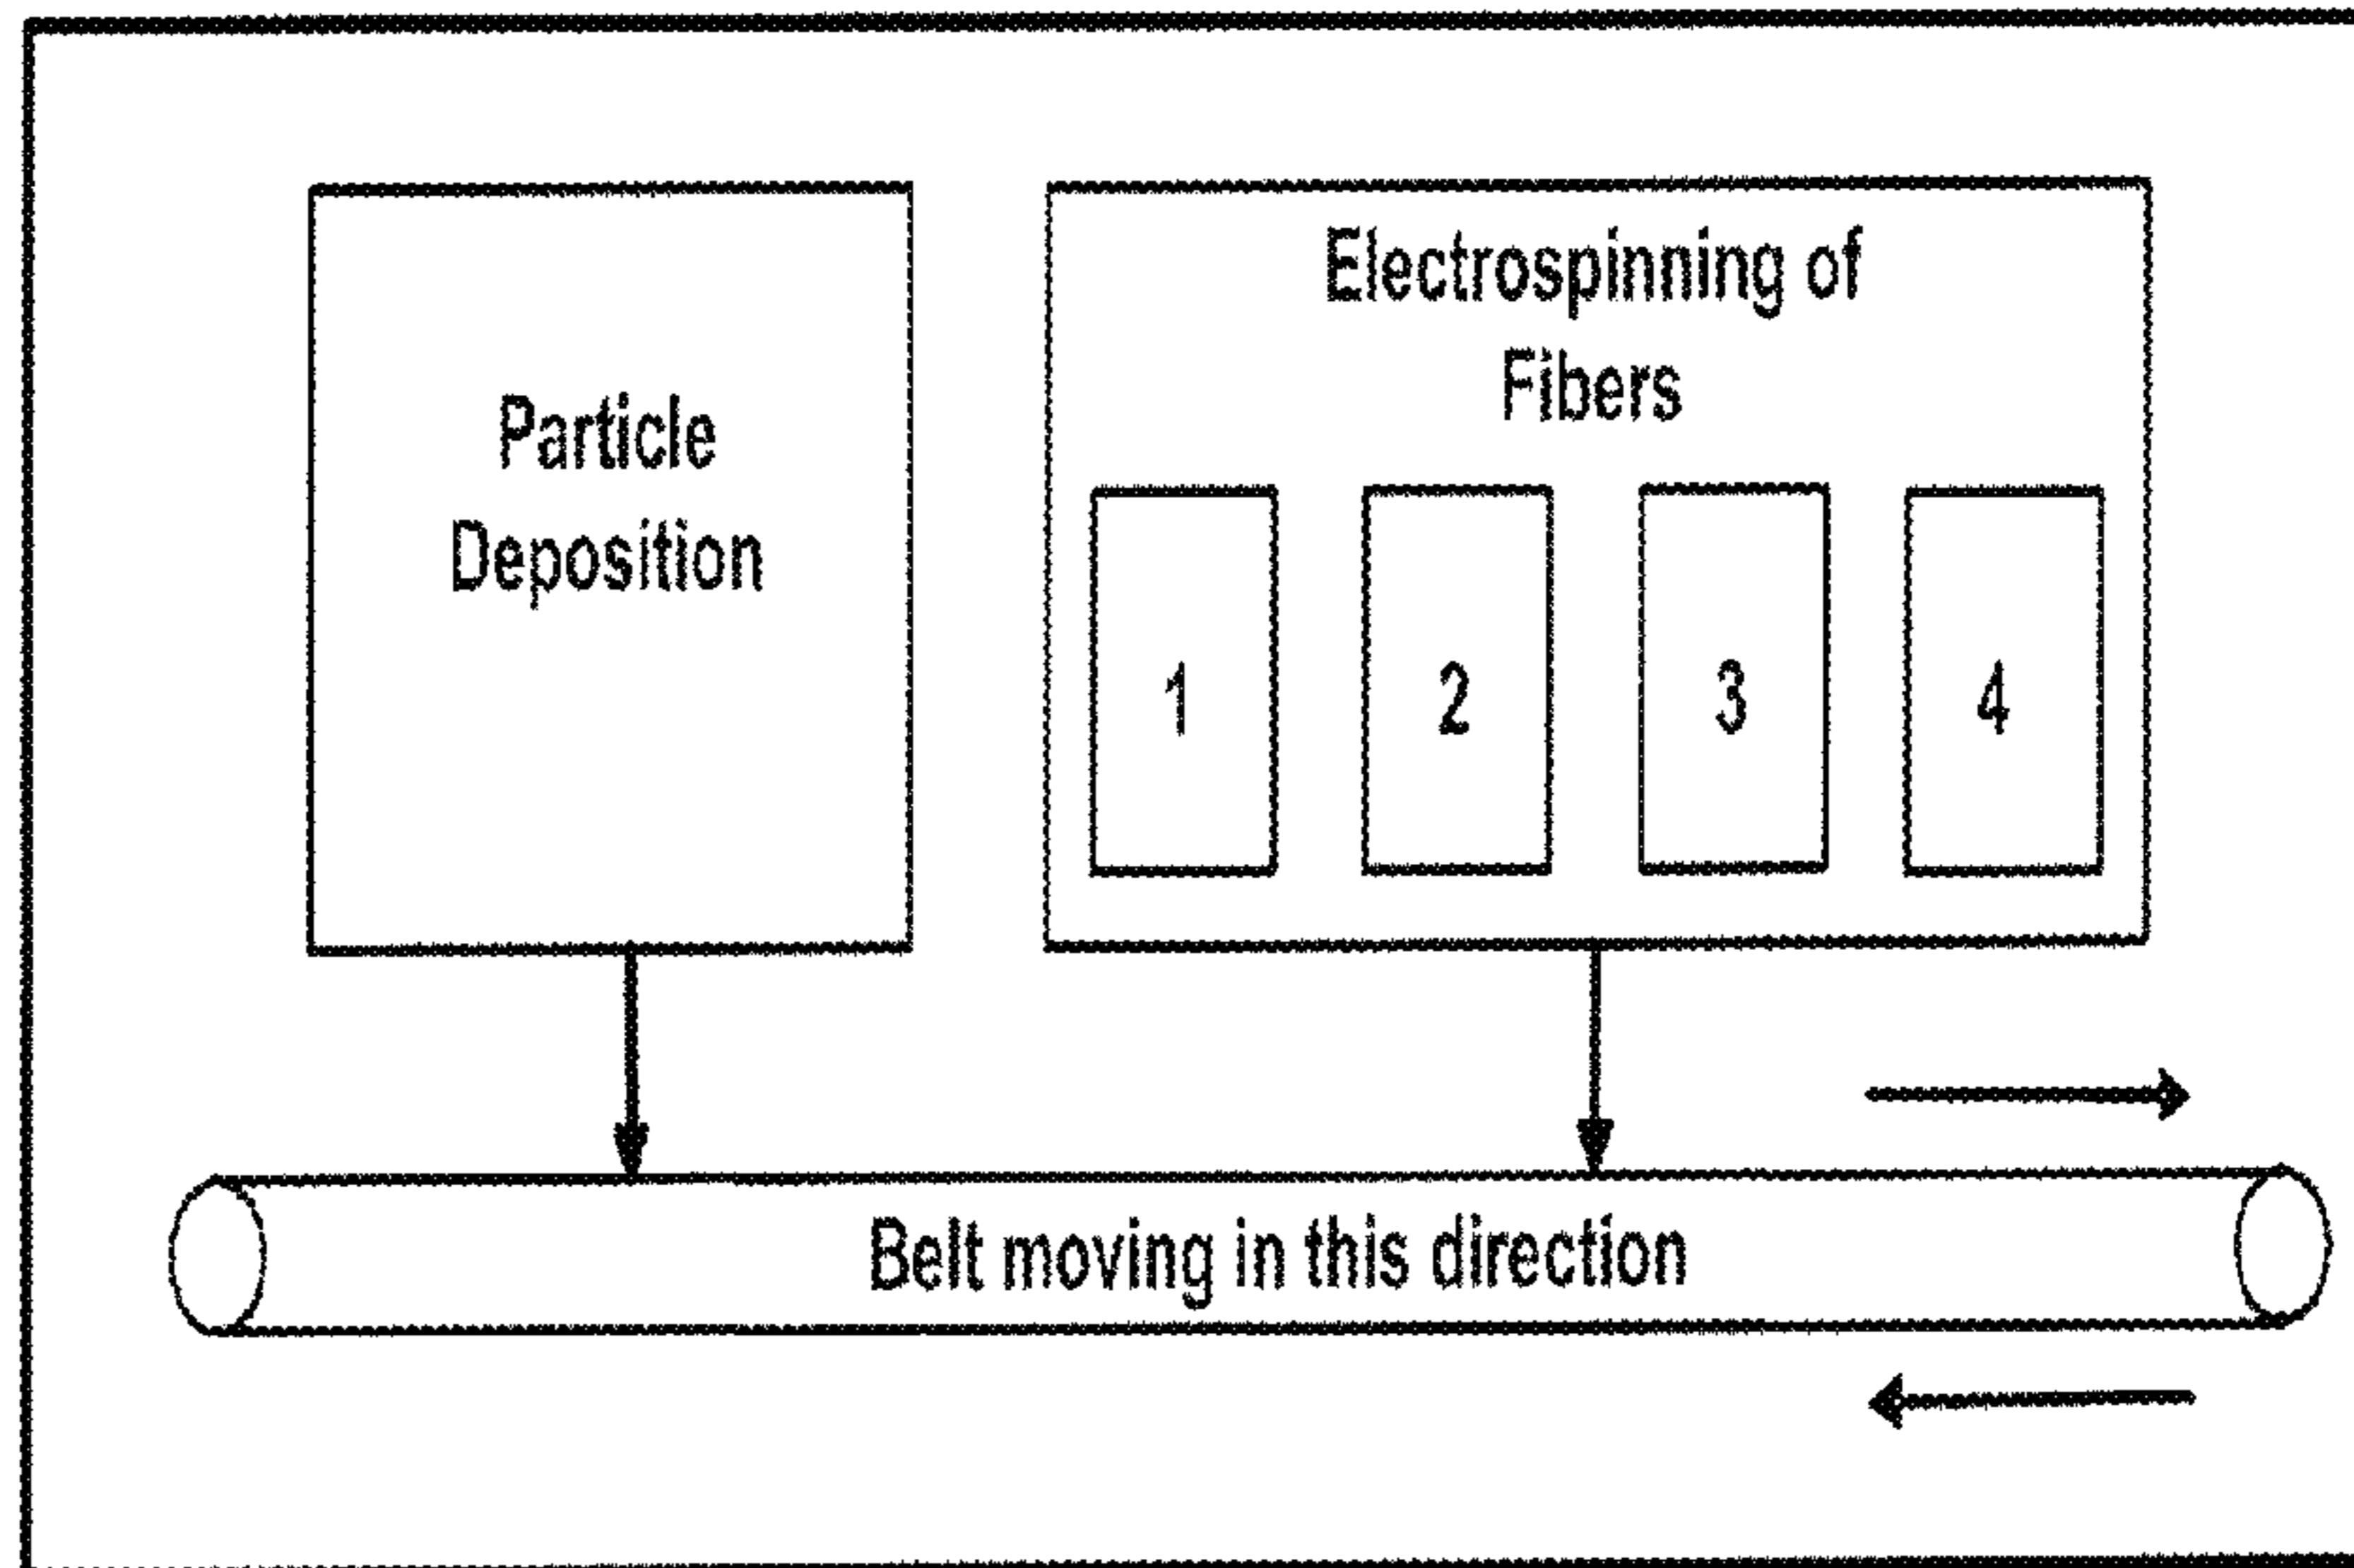 Particle
Deposition
Electrospinning of
Fibers
1
2
3
4
Belt moving in this direction